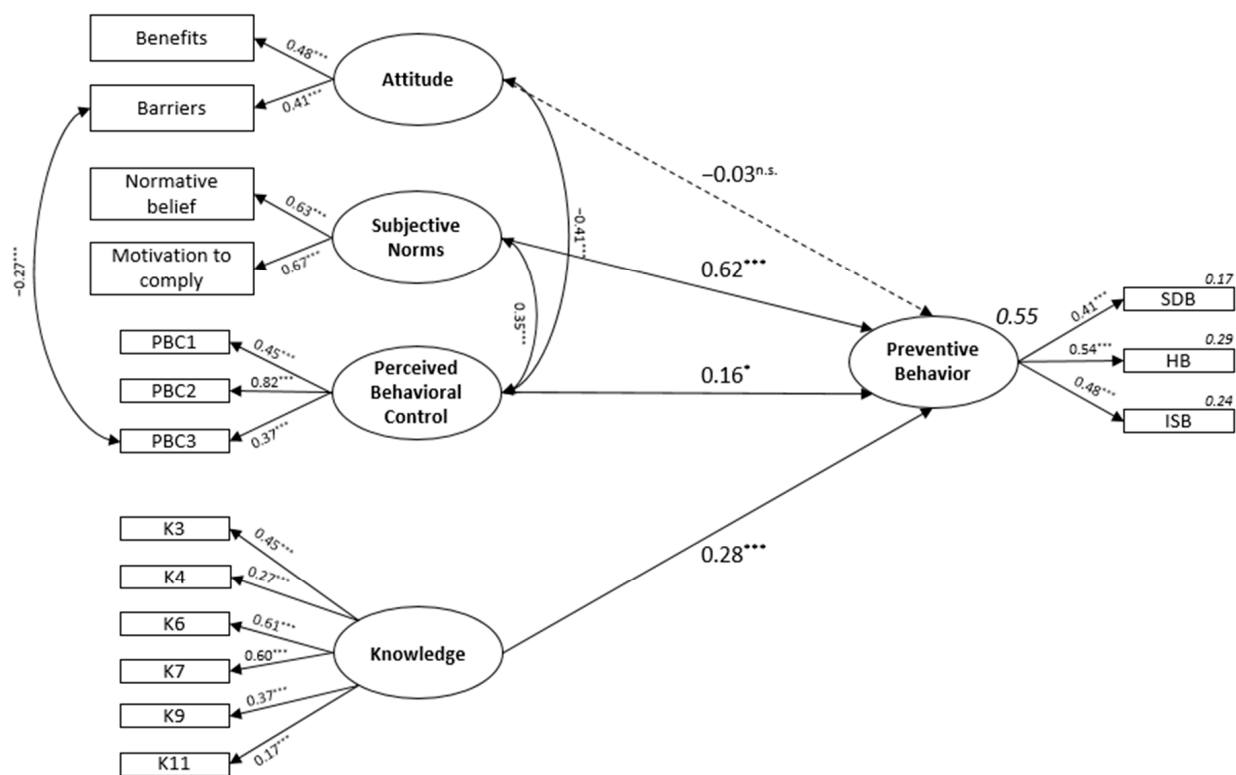 Benefits
0.48***
Attitude
Barriers
0.41***
−0.03n.s.
Normative
belief
0.63***
Subjective
Norms
−0.41***
Motivation to
comply
0.67***
0.62***
−0.27***
0.35***
PBC1
0.45***
PBC2
0.82***
Perceived
Behavioral
Control
PBC3
0.37***
0.16*
Preventive
Behavior
0.55
0.41***
SDB
0.17
0.54***
HB
0.29
0.48***
ISB
0.24
K3
0.45***
K4
0.27***
0.28***
K6
0.61***
Knowledge
K7
0.60***
K9
0.37***
K11
0.17***